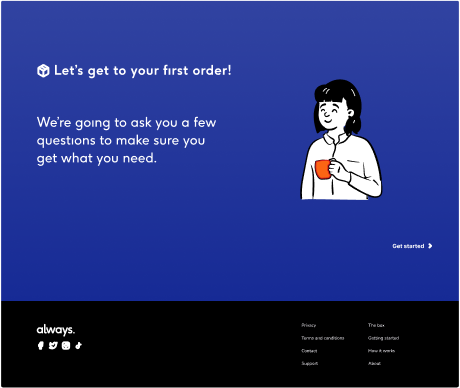 Let's get to your first order!
We're going to ask you a few
questions to make sure you
get what you need.
Get started
always.
Privacy
The box
Terms and conditions
Getting started
Contact
How it works
Support
About